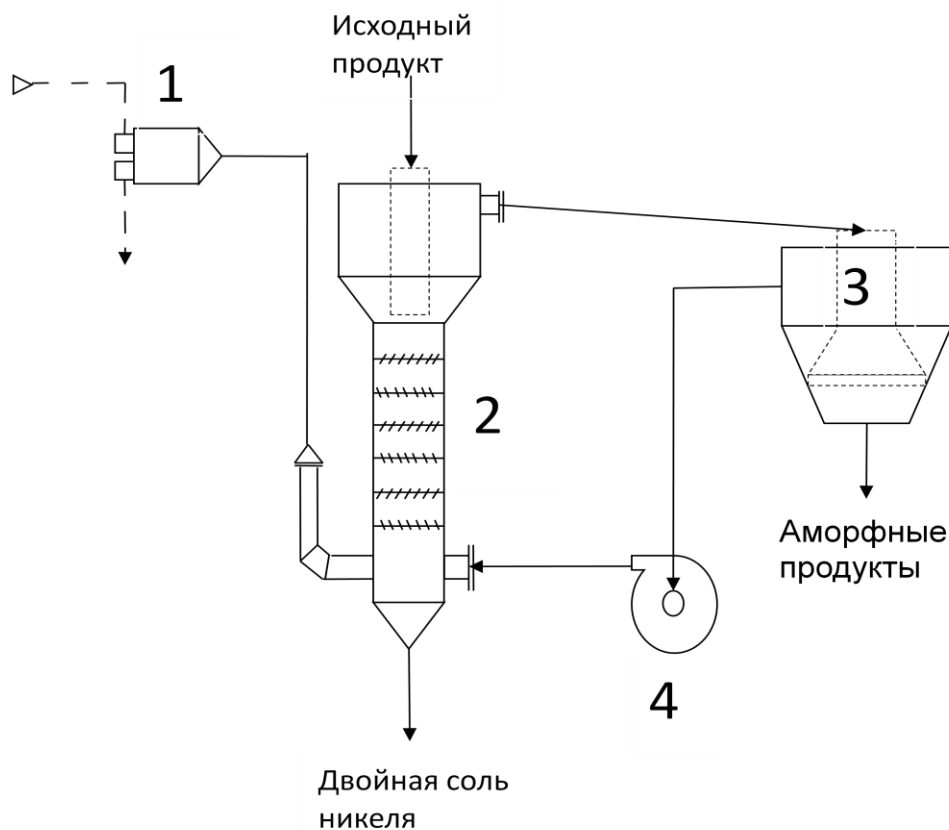 Исходный
продукт
1
2
3
Аморфные
продукты
4
Двойная соль
никеля